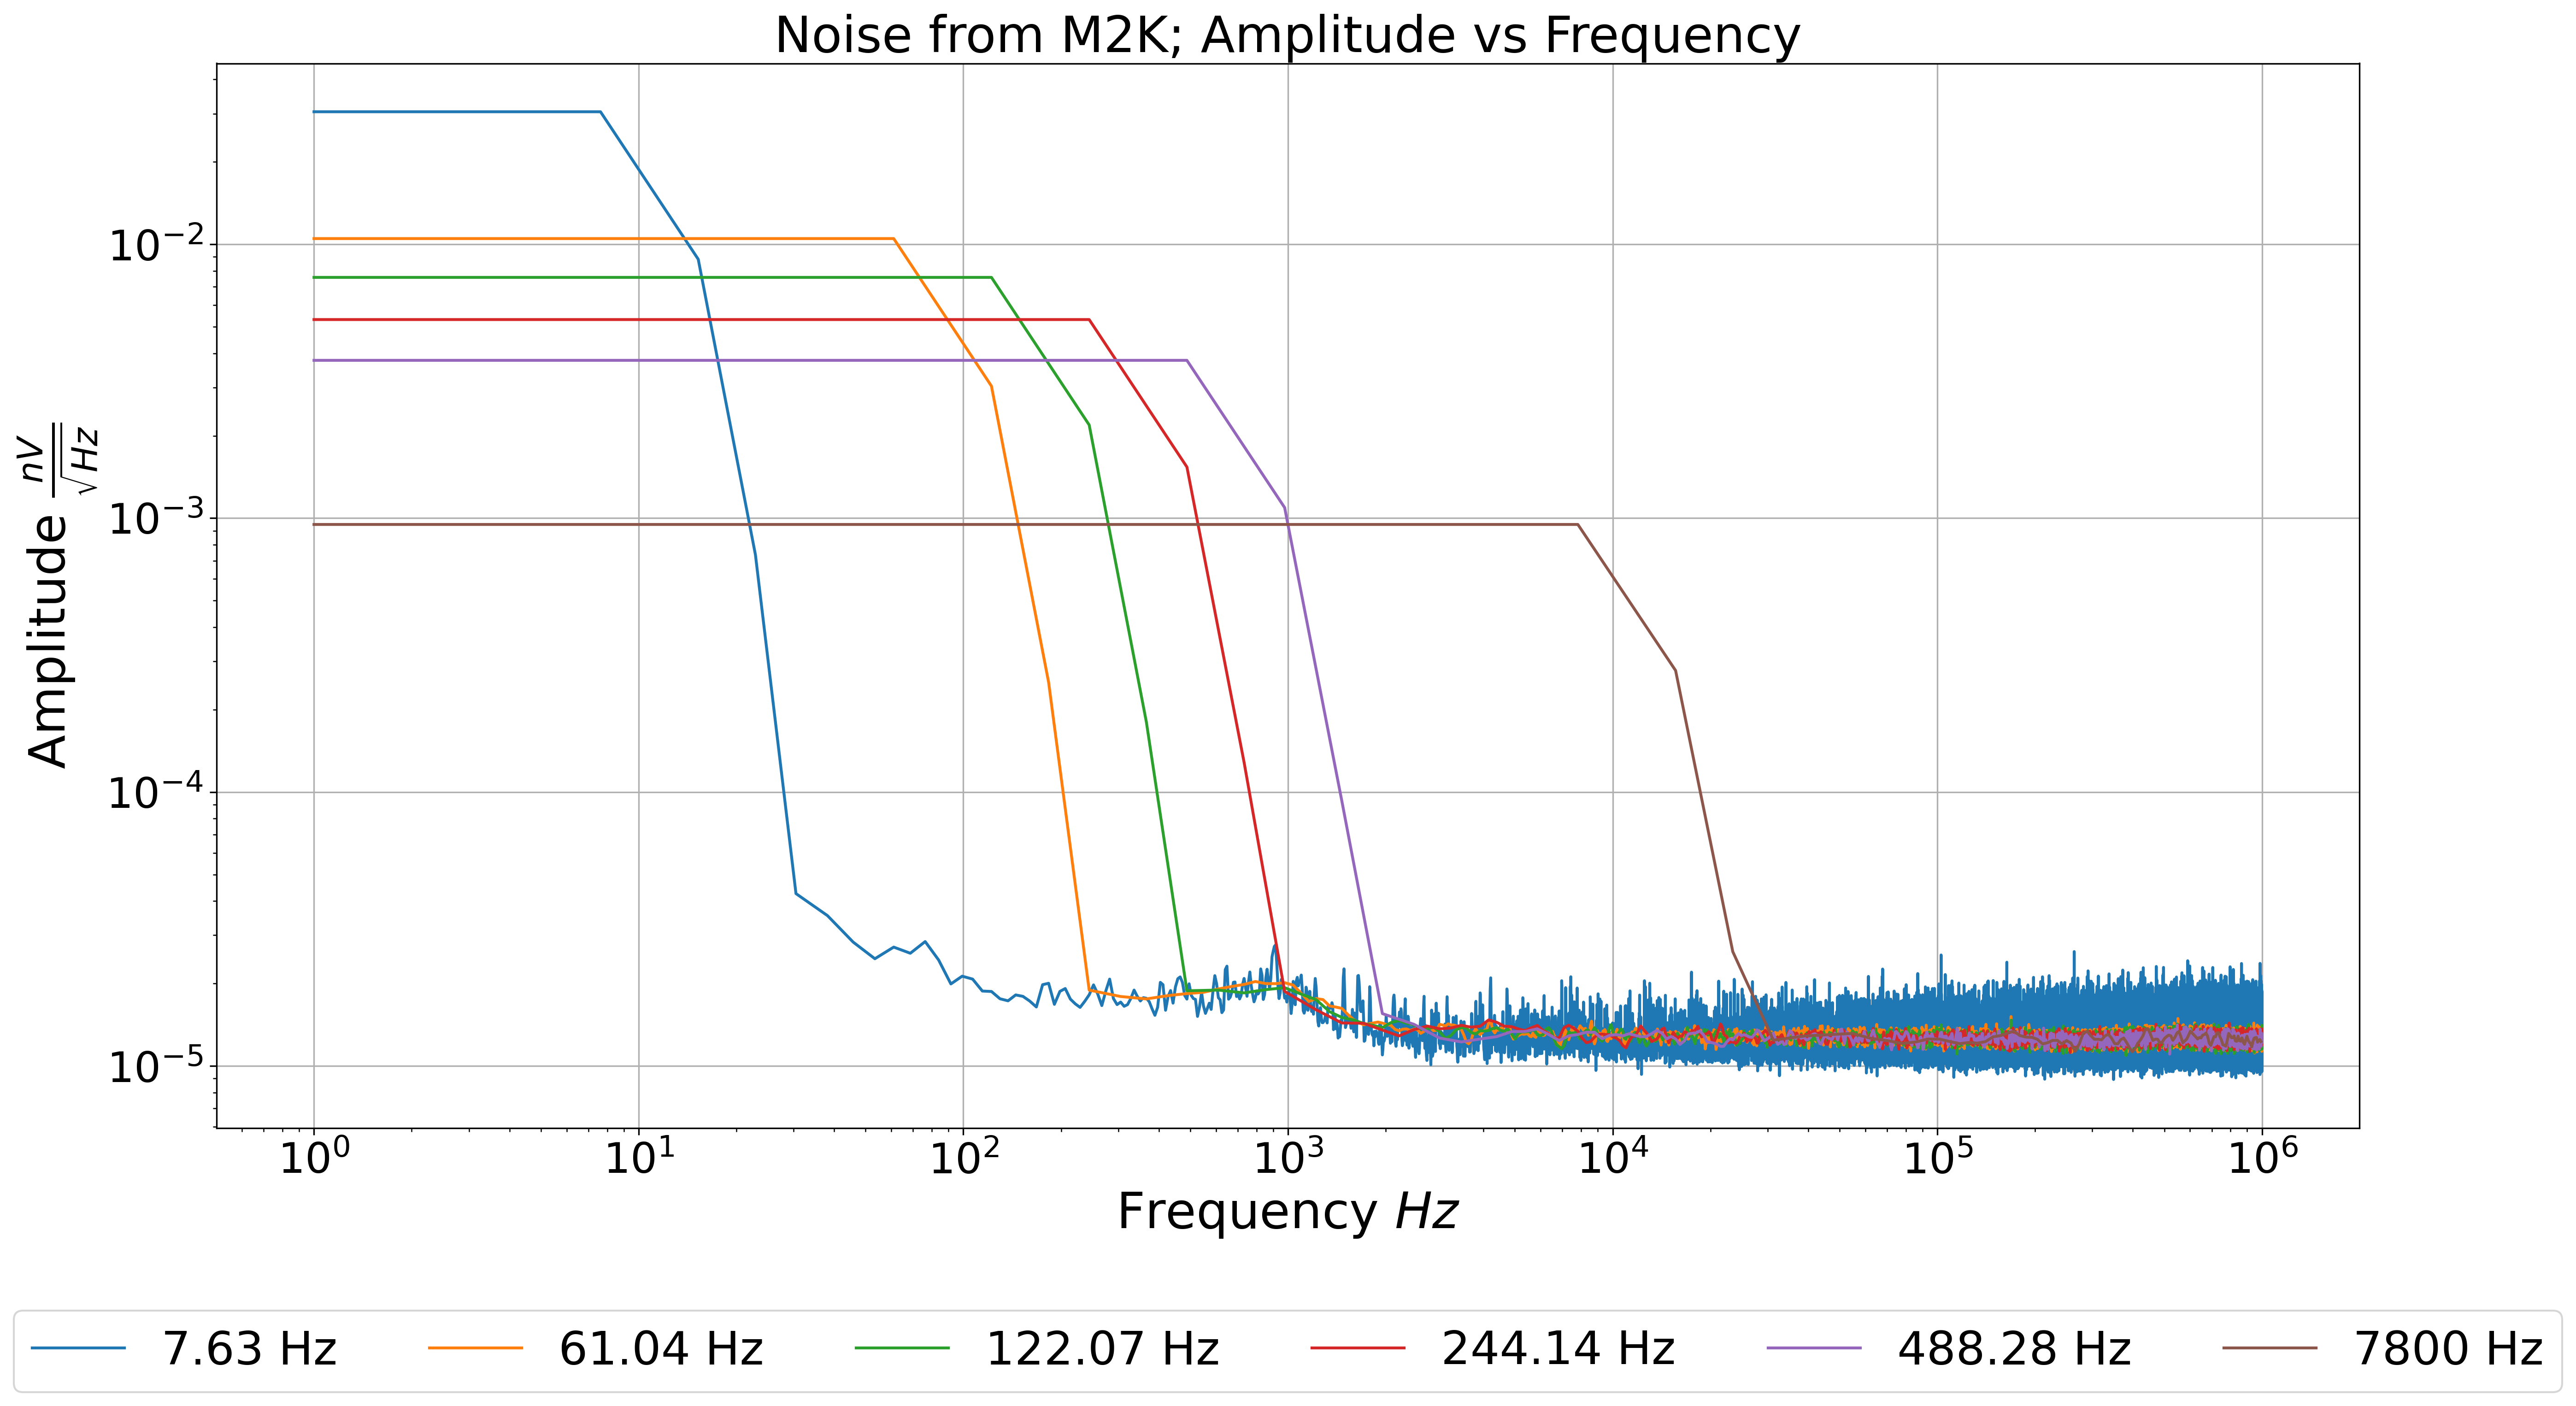 Noise from M2K; Amplitude vs Frequency
Amplitude nV/√Hz
10⁻²
10⁻³
10⁻⁴
10⁻⁵
10⁰ 10¹ 10² 10³ 10⁴ 10⁵ 10⁶
Frequency Hz
7.63 Hz 61.04 Hz 122.07 Hz 244.14 Hz 488.28 Hz 7800 Hz